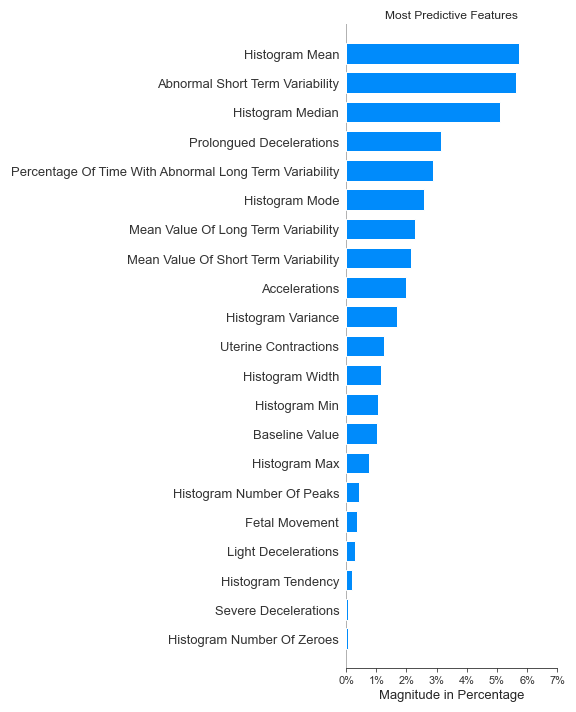 Most Predictive Features
Histogram Mean
Abnormal Short Term Variability
Histogram Median
Prolongued Decelerations
Percentage Of Time With Abnormal Long Term Variability
Histogram Mode
Mean Value Of Long Term Variability
Mean Value Of Short Term Variability
Accelerations
Histogram Variance
Uterine Contractions
Histogram Width
Histogram Min
Baseline Value
Histogram Max
Histogram Number Of Peaks
Fetal Movement
Light Decelerations
Histogram Tendency
Severe Decelerations
Histogram Number Of Zeroes
0% 1% 2% 3% 4% 5% 6% 7%
Magnitude in Percentage